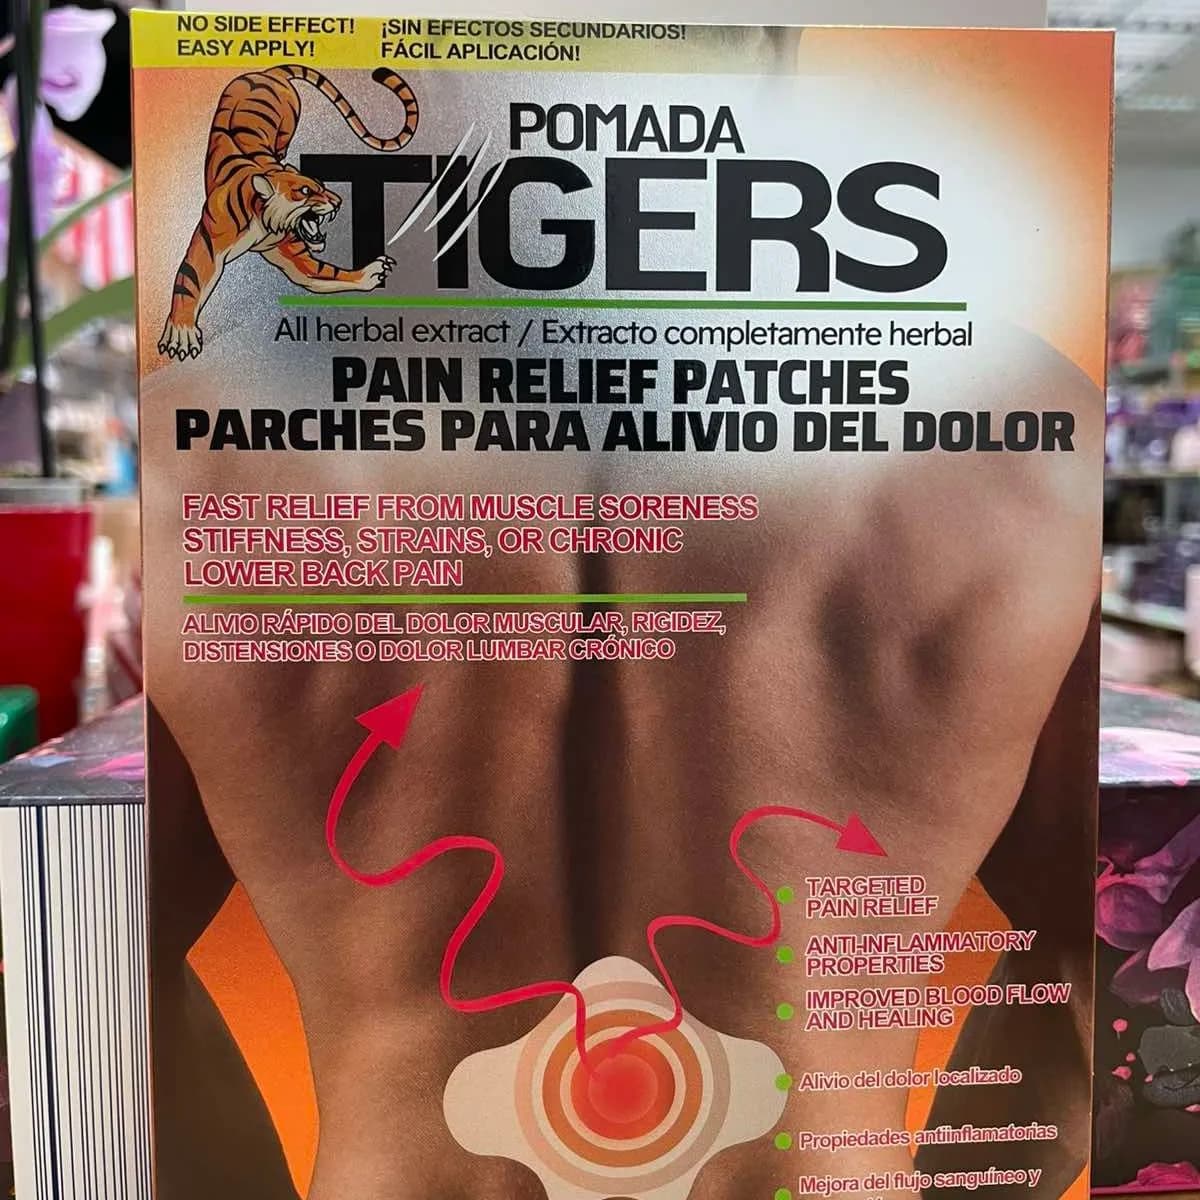 NO SIDE EFFECT!
EASY APPLY!
¡SIN EFECTOS SECUNDARIOS!
FÁCIL APLICACIÓN!
POMADA
TIGERS
All herbal extract / Extracto completamente herbal
PAIN RELIEF PATCHES
PARCHES PARA ALIVIO DEL DOLOR
FAST RELIEF FROM MUSCLE SORENESS
STIFFNESS, STRAINS, OR CHRONIC
LOWER BACK PAIN
ALIVIO RÁPIDO DEL DOLOR MUSCULAR, RIGIDEZ,
DISTENSIONES O DOLOR LUMBAR CRÓNICO
TARGETED
PAIN RELIEF
ANTI-INFLAMMATORY
PROPERTIES
IMPROVED BLOOD FLOW
AND HEALING
Alivio del dolor localizado
Propiedades antiinflamatorias
Mejora del flujo sanguíneo y